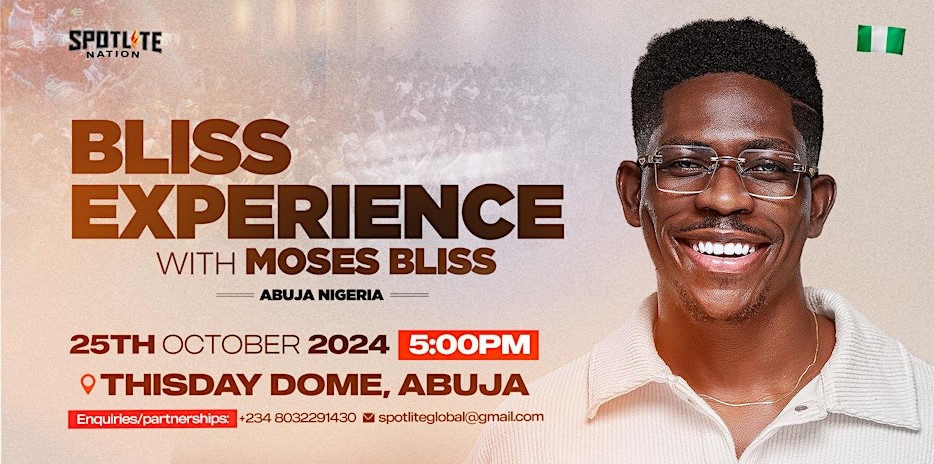 SPOTLITE
NATION
BLISS
EXPERIENCE
WITH MOSES BLISS
ABUJA NIGERIA
25TH OCTOBER 2024 5:00PM
THISDAY DOME, ABUJA
Enquiries/partnerships: +234 8032291430 spotliteglobal@gmail.com